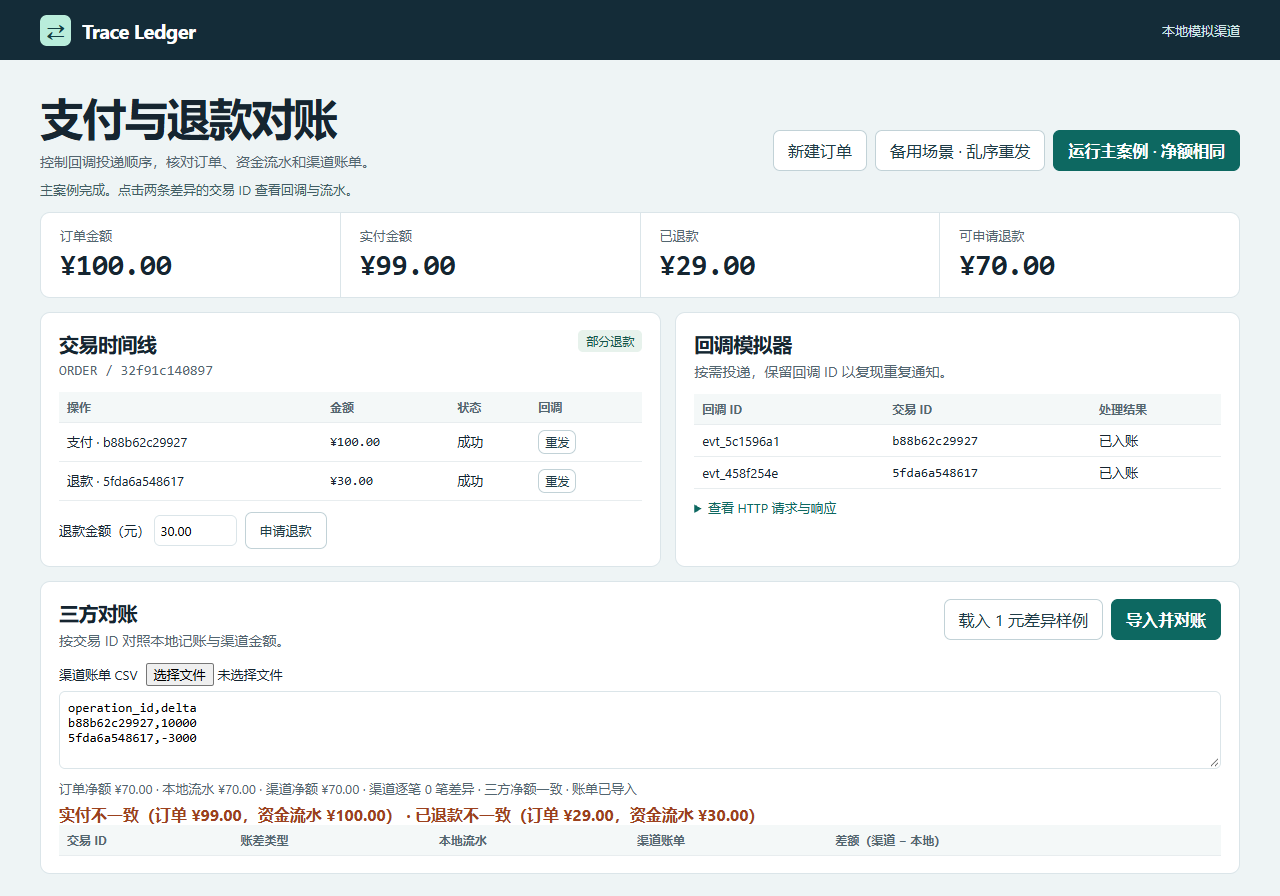 Trace Ledger
本地模拟渠道
支付与退款对账
控制回调投递顺序，核对订单、资金流水和渠道账单。
主案例完成。点击两条差异的交易 ID 查看回调与流水。
新建订单
备用场景 · 乱序重发
运行主案例 · 净额相同
订单金额
¥100.00
实付金额
¥99.00
已退款
¥29.00
可申请退款
¥70.00
交易时间线
部分退款
ORDER / 32f91c140897
操作 金额 状态 回调
支付 · b88b62c29927 ¥100.00 成功 重发
退款 · 5fda6a548617 ¥30.00 成功 重发
退款金额（元） 30.00 申请退款
回调模拟器
按需投递，保留回调 ID 以复现重复通知。
回调 ID 交易 ID 处理结果
evt_5c1596a1 b88b62c29927 已入账
evt_458f254e 5fda6a548617 已入账
查看 HTTP 请求与响应
三方对账
按交易 ID 对照本地记账与渠道金额。
载入 1 元差异样例
导入并对账
渠道账单 CSV 选择文件 未选择文件
operation_id,delta
b88b62c29927,10000
5fda6a548617,-3000
订单净额 ¥70.00 · 本地流水 ¥70.00 · 渠道净额 ¥70.00 · 渠道逐笔 0 笔差异 · 三方净额一致 · 账单已导入
实付不一致（订单 ¥99.00，资金流水 ¥100.00） · 已退款不一致（订单 ¥29.00，资金流水 ¥30.00）
交易 ID 账差类型 本地流水 渠道账单 差额（渠道 − 本地）